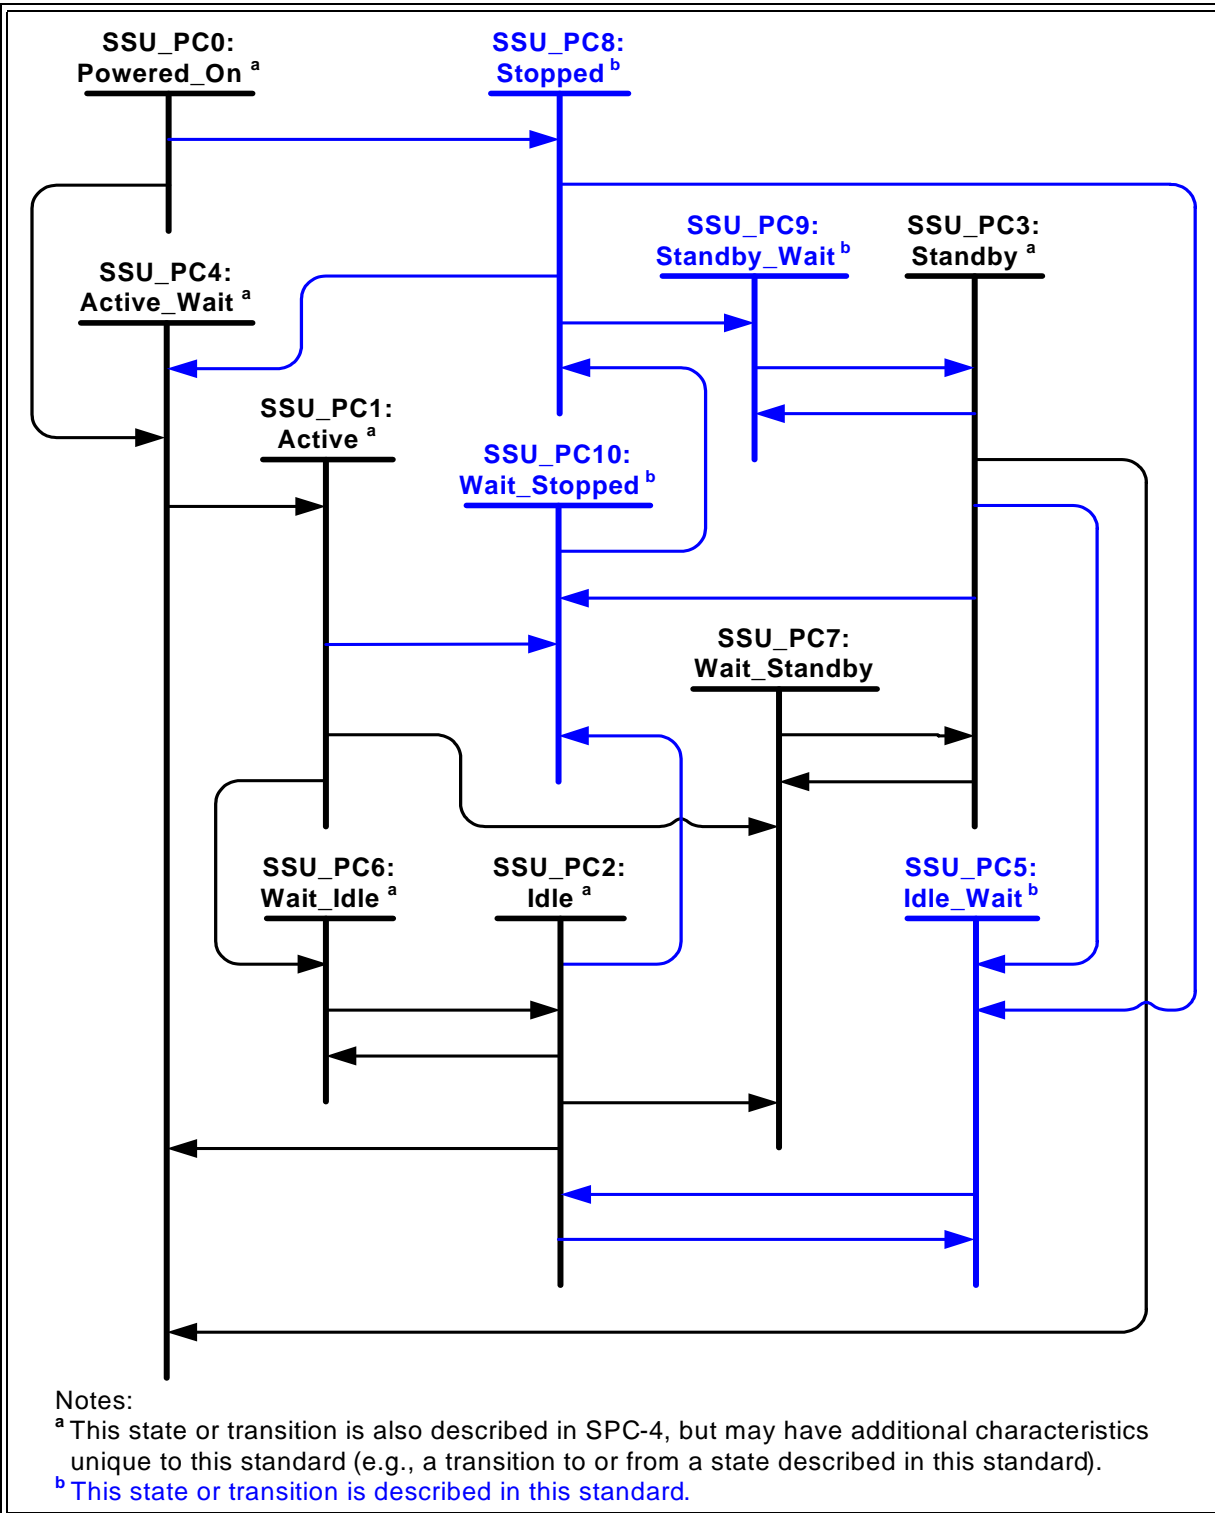 SSU_PC0:
Powered_On a
SSU_PC8:
Stopped b
SSU_PC9:
Standby_Wait b
SSU_PC3:
Standby a
SSU_PC4:
Active_Wait a
SSU_PC1:
Active a
SSU_PC10:
Wait_Stopped b
SSU_PC7:
Wait_Standby
SSU_PC6:
Wait_Idle a
SSU_PC2:
Idle a
SSU_PC5:
Idle_Wait b
Notes:
a This state or transition is also described in SPC-4, but may have additional characteristics
unique to this standard (e.g., a transition to or from a state described in this standard).
b This state or transition is described in this standard.